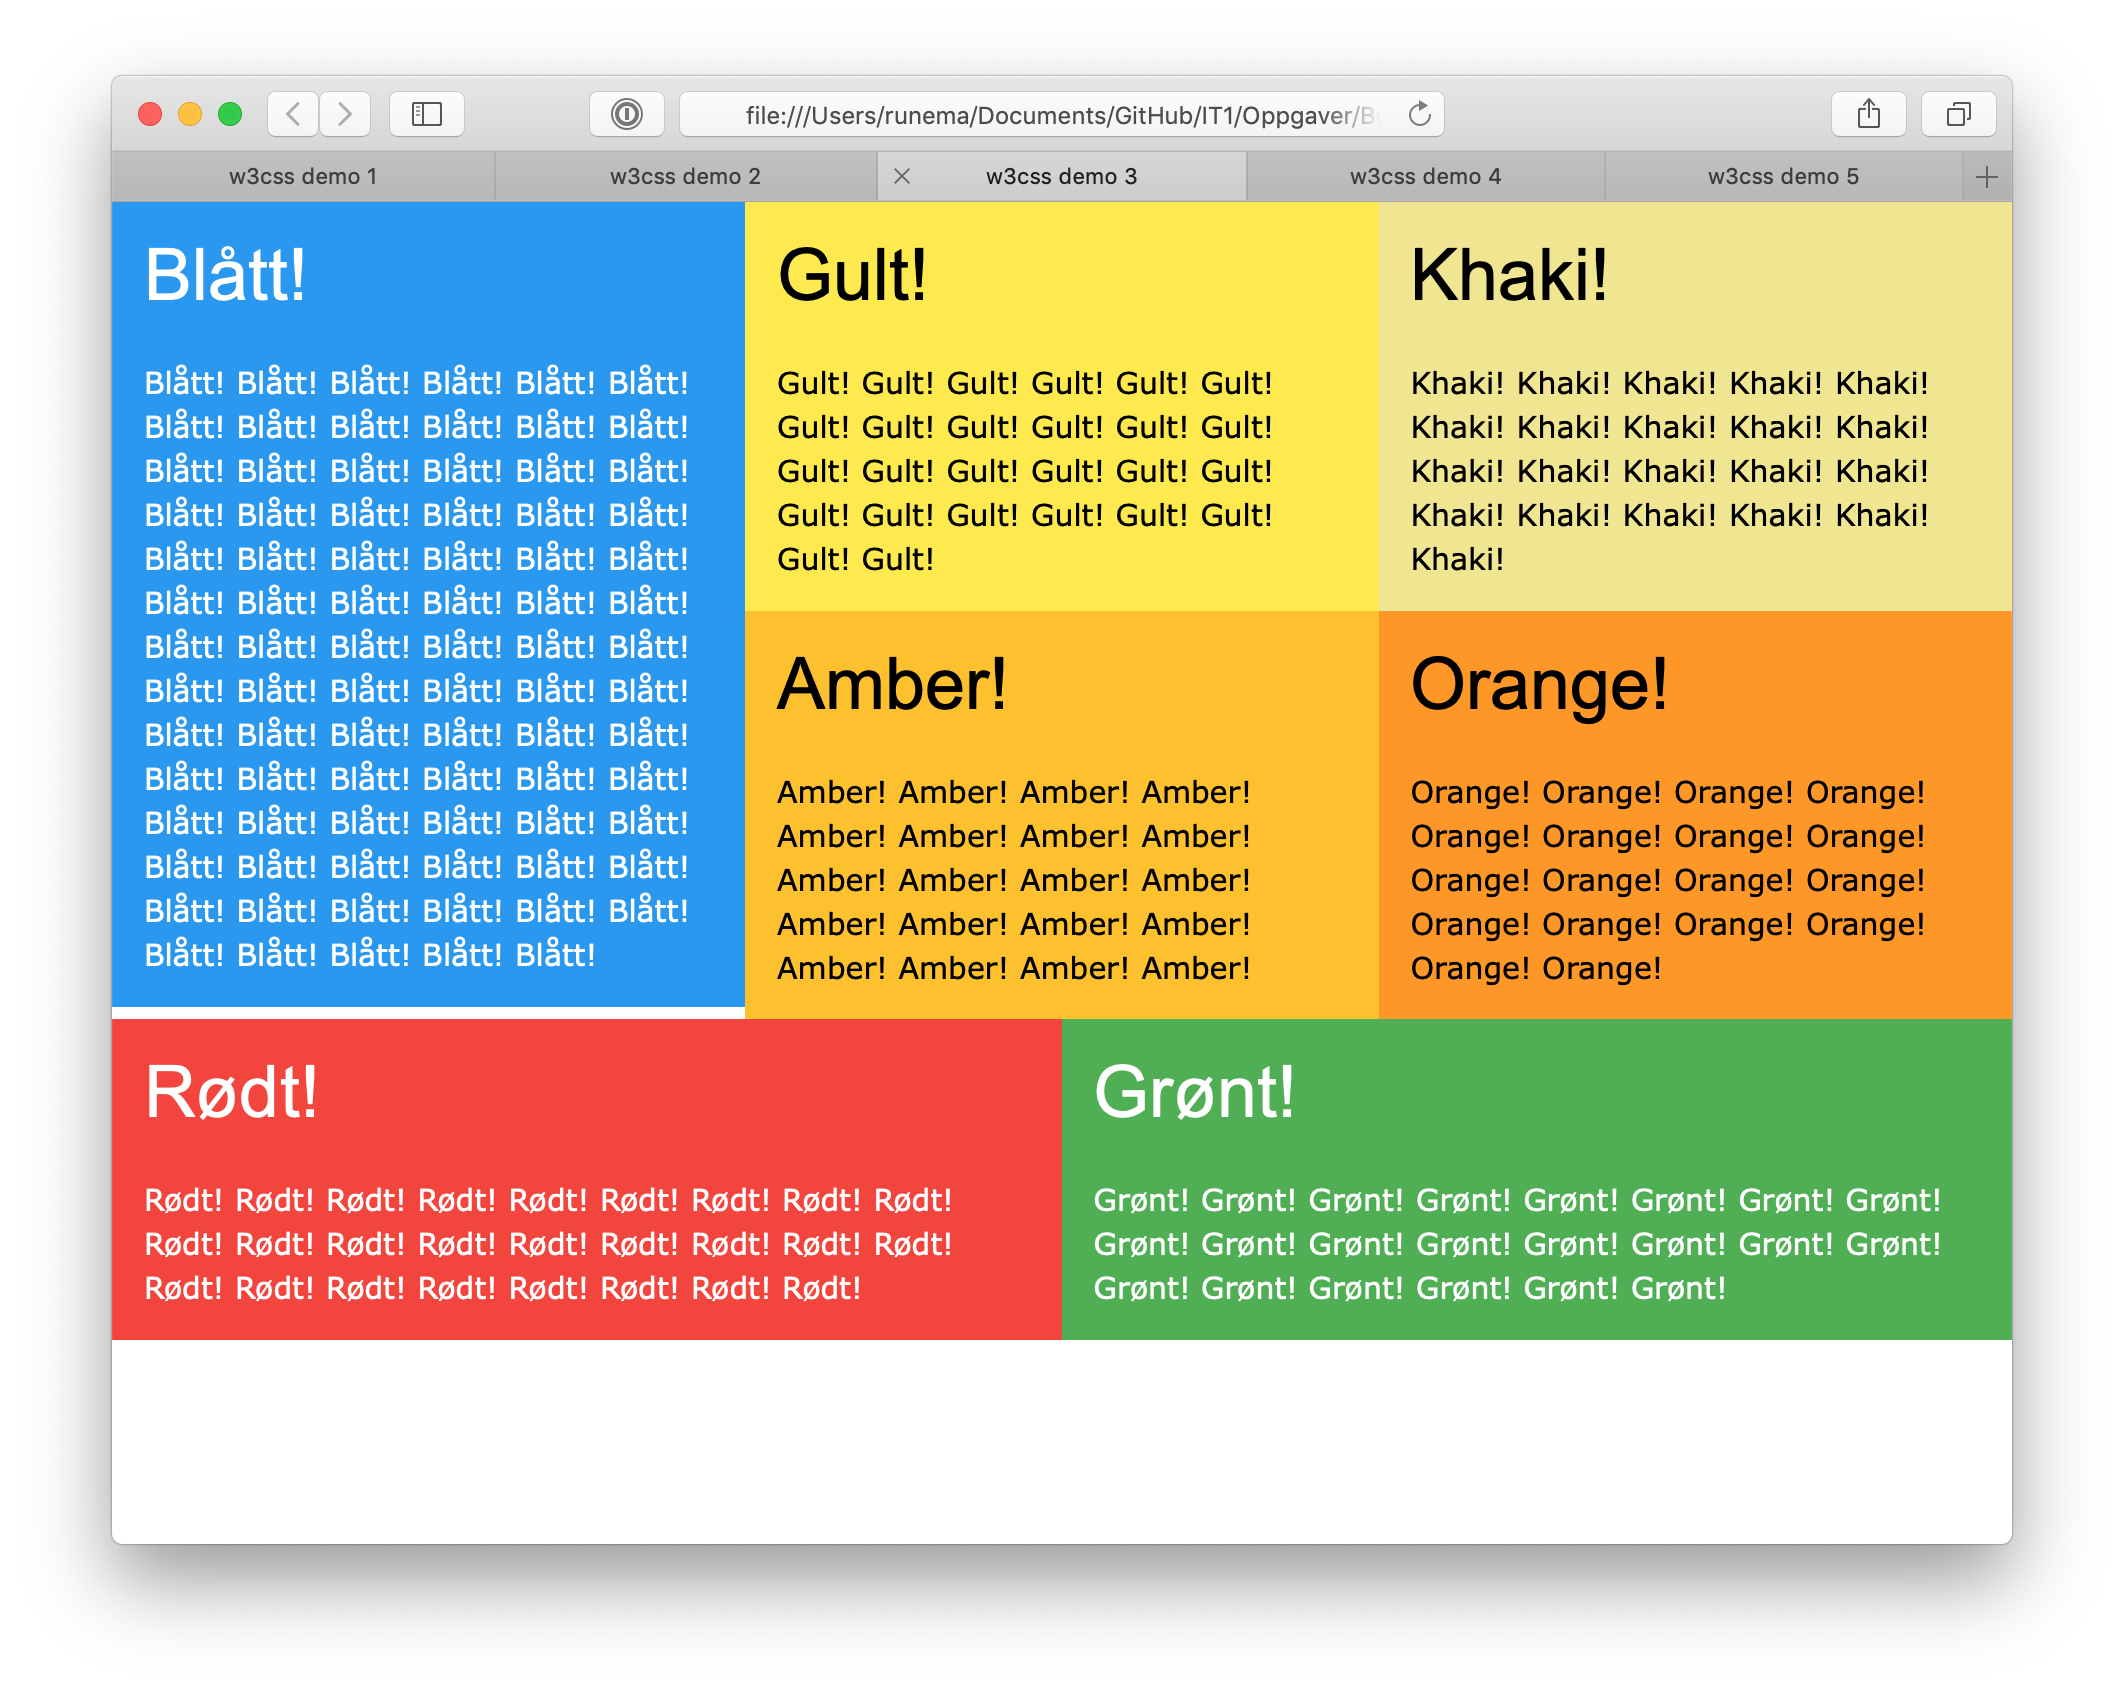 file:///Users/runema/Documents/GitHub/IT1/Oppgaver/
w3css demo 1
w3css demo 2
w3css demo 3
w3css demo 4
w3css demo 5
Blått!
Blått! Blått! Blått! Blått! Blått! Blått!
Blått! Blått! Blått! Blått! Blått! Blått!
Blått! Blått! Blått! Blått! Blått! Blått!
Blått! Blått! Blått! Blått! Blått! Blått!
Blått! Blått! Blått! Blått! Blått! Blått!
Blått! Blått! Blått! Blått! Blått! Blått!
Blått! Blått! Blått! Blått! Blått! Blått!
Blått! Blått! Blått! Blått! Blått! Blått!
Blått! Blått! Blått! Blått! Blått! Blått!
Blått! Blått! Blått! Blått! Blått! Blått!
Blått! Blått! Blått! Blått! Blått! Blått!
Blått! Blått! Blått! Blått! Blått! Blått!
Blått! Blått! Blått! Blått! Blått! Blått!
Blått! Blått! Blått! Blått! Blått!
Gult!
Gult! Gult! Gult! Gult! Gult! Gult!
Gult! Gult! Gult! Gult! Gult! Gult!
Gult! Gult! Gult! Gult! Gult! Gult!
Gult! Gult! Gult! Gult! Gult! Gult!
Gult! Gult!
Khaki!
Khaki! Khaki! Khaki! Khaki! Khaki!
Khaki! Khaki! Khaki! Khaki! Khaki!
Khaki! Khaki! Khaki! Khaki! Khaki!
Khaki! Khaki! Khaki! Khaki! Khaki!
Khaki!
Amber!
Amber! Amber! Amber! Amber!
Amber! Amber! Amber! Amber!
Amber! Amber! Amber! Amber!
Amber! Amber! Amber! Amber!
Amber! Amber! Amber! Amber!
Orange!
Orange! Orange! Orange! Orange!
Orange! Orange! Orange! Orange!
Orange! Orange! Orange! Orange!
Orange! Orange! Orange! Orange!
Orange! Orange!
Rødt!
Rødt! Rødt! Rødt! Rødt! Rødt! Rødt! Rødt! Rødt! Rødt!
Rødt! Rødt! Rødt! Rødt! Rødt! Rødt! Rødt! Rødt! Rødt!
Rødt! Rødt! Rødt! Rødt! Rødt! Rødt! Rødt! Rødt!
Grønt!
Grønt! Grønt! Grønt! Grønt! Grønt! Grønt! Grønt! Grønt!
Grønt! Grønt! Grønt! Grønt! Grønt! Grønt! Grønt! Grønt!
Grønt! Grønt! Grønt! Grønt! Grønt! Grønt!